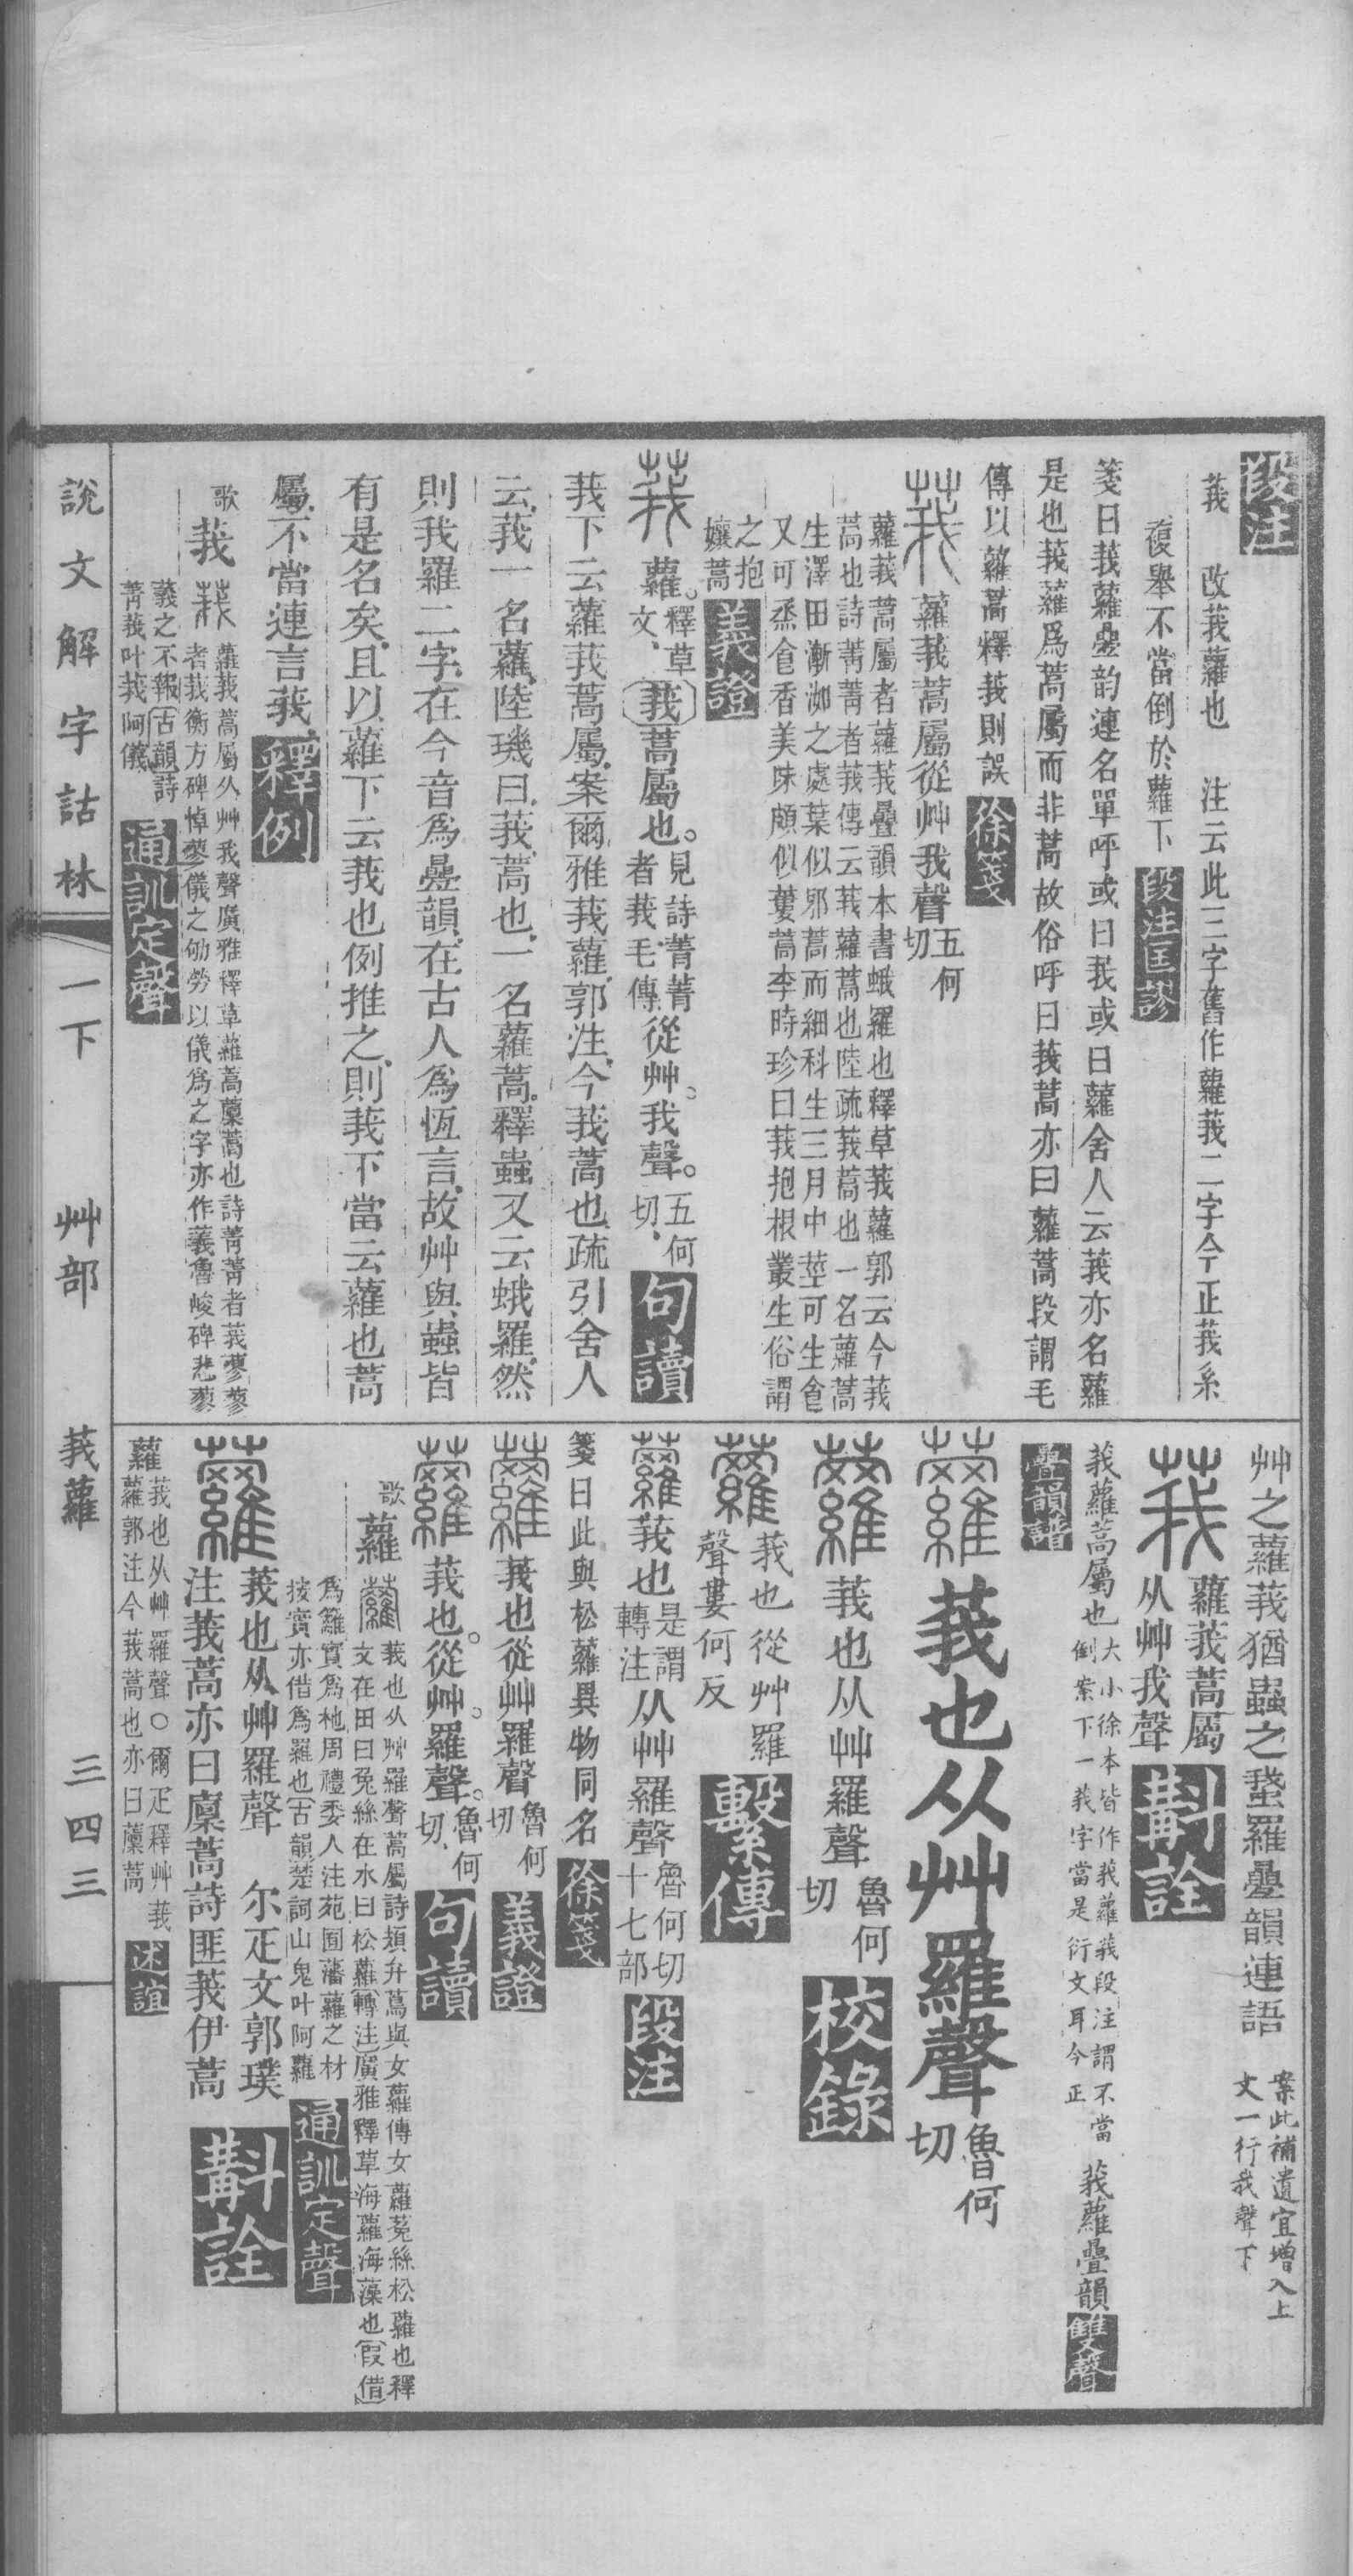 段注
莪　改莪蘿也　注云此三字舊作蘿莪二字今正莪系
複舉不當倒於蘿下段注匡謬
箋曰莪蘿曡韵連名單呼或曰莪或曰蘿舍人云莪亦名蘿
是也莪蘿爲蒿屬而非蒿故俗呼曰莪蒿亦曰蘿蒿段謂毛
傳以蘿蒿釋莪則誤徐箋
莪蘿莪蒿屬從艸我聲五何切
蘿莪蒿屬者蘿莪疊韻本書蛾羅也釋草莪蘿郭云今莪
蒿也詩菁菁者莪傳云莪蘿蒿也陸疏莪蒿也一名蘿蒿
生澤田漸洳之處葉似邪蒿而細科生三月中莖可生食
又可烝食香美味頗似蔞蒿李時珍曰莪抱根叢生俗謂
之抱孃蒿義證
莪蘿。釋草文、莪蒿屬也。見詩菁菁者莪毛傳從艸。我聲。五何切、句讀
莪下云蘿莪蒿屬、案爾雅莪蘿、郭注、今莪蒿也、疏引舍人
云、莪一名蘿、陸璣曰、莪、蒿也、一名蘿蒿、釋蟲又云蛾羅、然
則我羅二字、在今音爲曡韻、在古人爲恆言、故艸與蟲皆
有是名矣、且以蘿下云莪也例推之、則莪下當云蘿也蒿
屬、不當連言莪、釋例
歌　莪莪蘿莪蒿屬从艸我聲廣雅釋草蘿蒿藁蒿也詩菁菁者莪蓼蓼
者莪衡方碑悼蓼儀之劬勞以儀爲之字亦作義魯峻碑悲蓼
義之不報古韻詩
菁莪叶莪阿儀通訓定聲
艸之蘿莪猶蟲之蛬羅曡韻連語案此補遺宜增入上文一行我聲下
莪蘿莪蒿屬
从艸我聲斠詮
莪蘿蒿屬也大小徐本皆作莪蘿莪段注謂不當倒案下一莪字當是衍文耳今正　莪蘿疊韻雙聲
疊韻譜
蘿莪也从艸羅聲魯何切
蘿莪也从艸羅聲魯何切校錄
蘿莪也從艸羅聲婁何反繫傳
蘿莪也是謂轉注从艸羅聲魯何切十七部段注
箋曰此與松蘿異物同名徐箋
蘿莪也從艸羅聲魯何切義證
蘿莪也。從艸。羅聲。魯何切、句讀
歌　蘿蘿莪也从艸羅聲蒿屬詩頍弁蔦與女蘿傳女蘿菟絲松蘿也釋
文在田曰兔絲在水曰松蘿轉注廣雅釋草海蘿海藻也叚借
爲籬實爲杝周禮委人注苑囿藩蘿之材
按實亦借爲羅也古韻楚詞山鬼叶阿蘿通訓定聲
蘿莪也从艸羅聲　尔疋文郭璞
注莪蒿亦曰廩蒿詩匪莪伊蒿斠詮
蘿莪也从艸羅聲○爾疋釋艸莪
蘿郭注今莪蒿也亦曰藁蒿述誼
說文解字詁林　一下　艸部　莪蘿　三四三